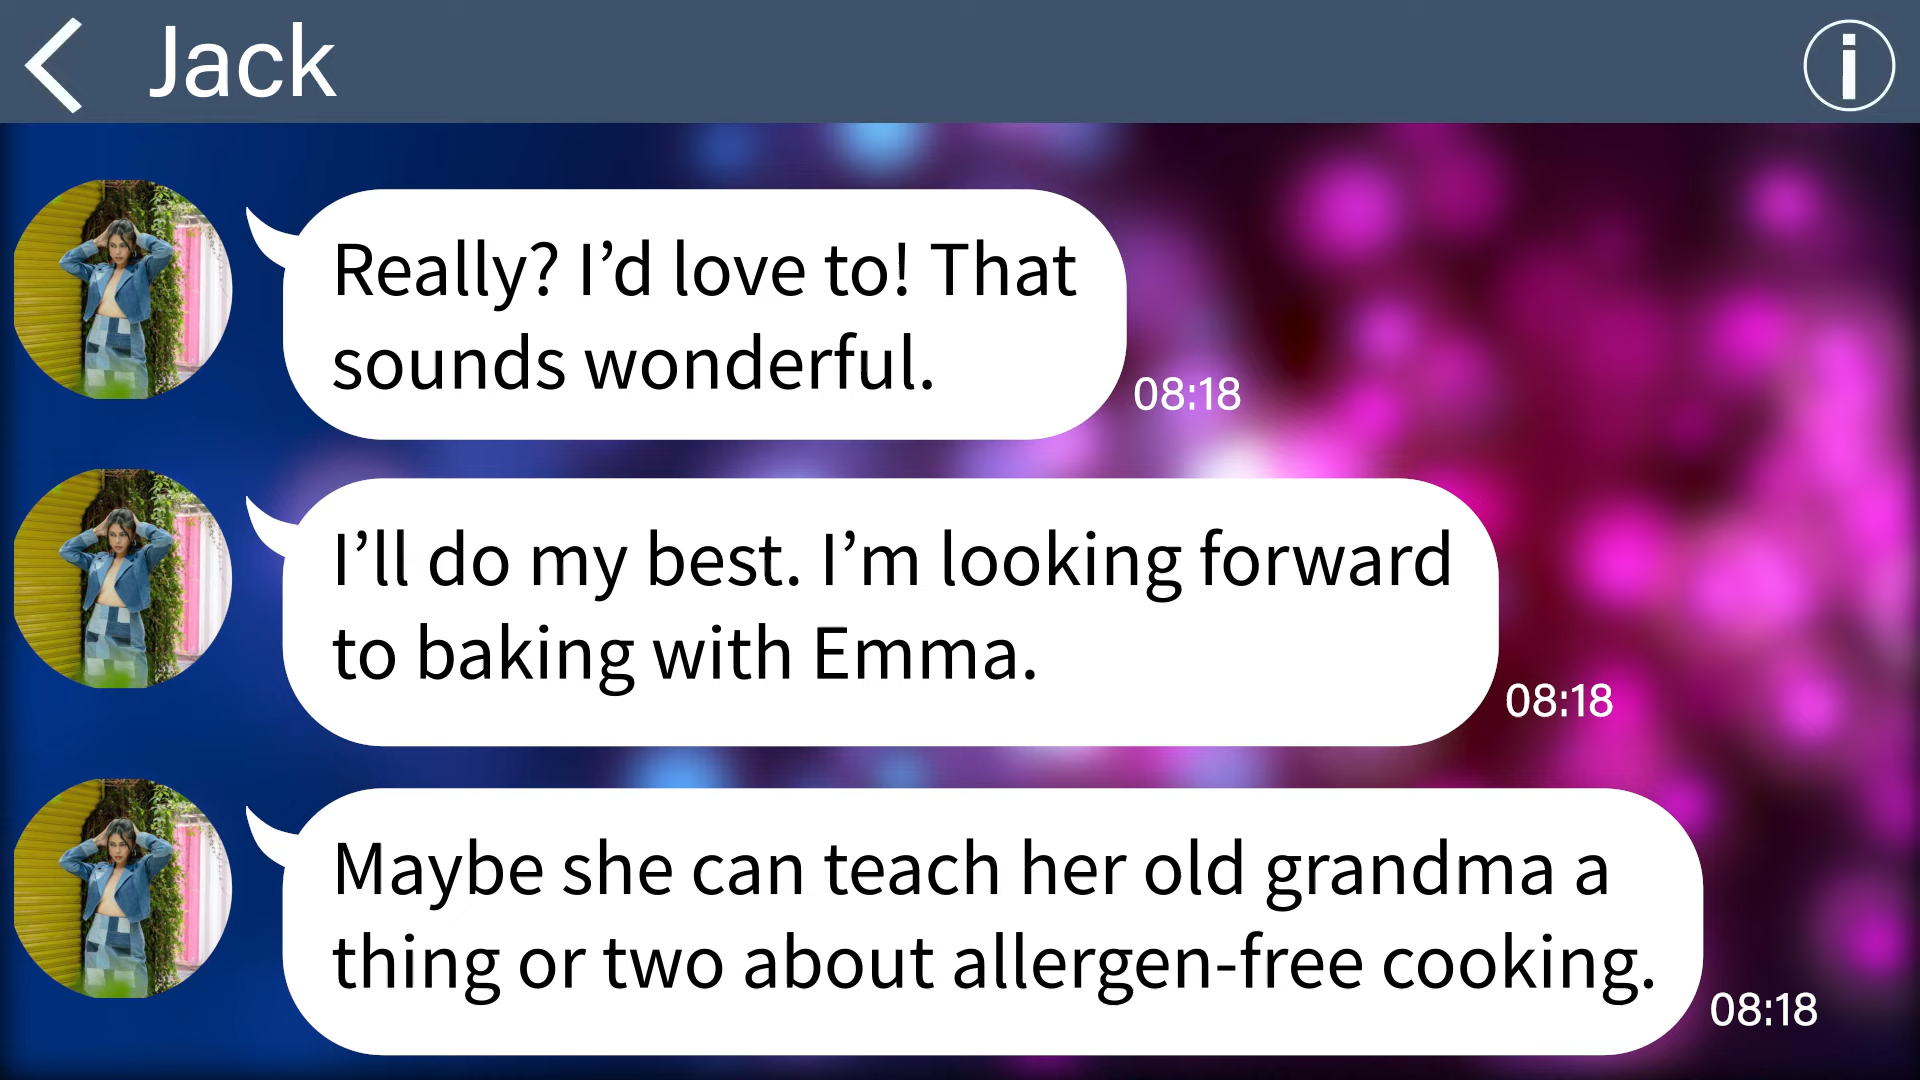 Jack
Really? I’d love to! That
sounds wonderful.
08:18
I’ll do my best. I’m looking forward
to baking with Emma.
08:18
Maybe she can teach her old grandma a
thing or two about allergen-free cooking.
08:18